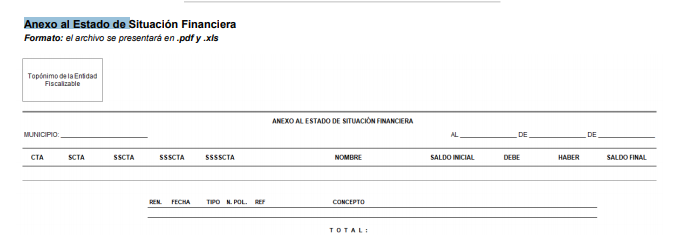 Anexo al Estado de Situación Financiera
Formato: el archivo se presentará en .pdf y .xls
Topónimo de la Entidad
Fiscalizable
ANEXO AL ESTADO DE SITUACIÓN FINANCIERA
MUNICIPIO: ____________________ AL ______________ DE ______________ DE ______________
CTA SCTA SSCTA SSSCTA SSSSCTA NOMBRE SALDO INICIAL DEBE HABER SALDO FINAL
REN. FECHA TIPO N. POL. REF CONCEPTO
T O T A L :